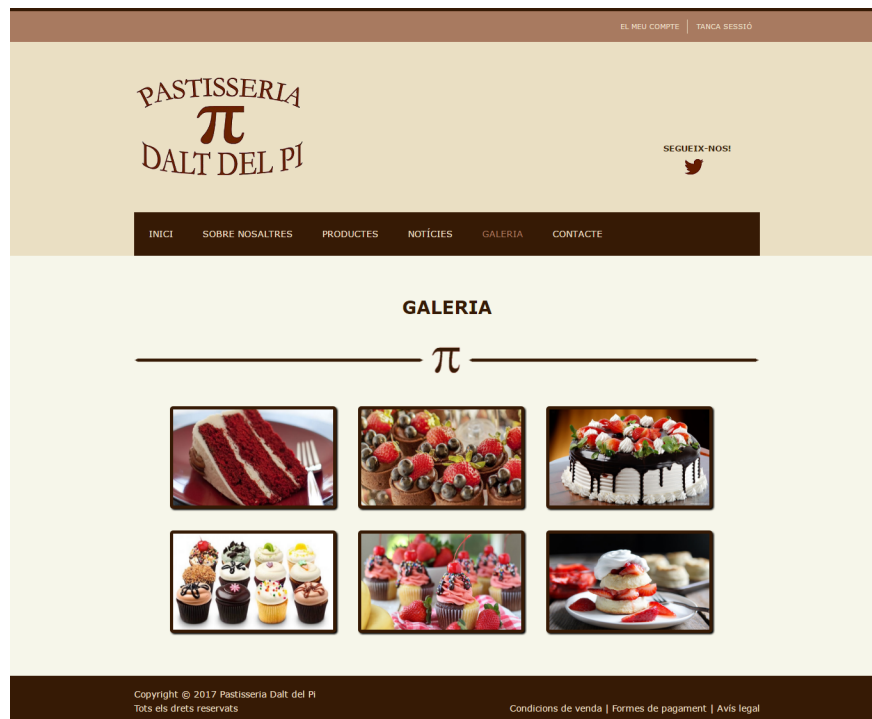 EL MEU COMPTE | TANCA SESSIÓ
PASTISSERIA
π
DALT DEL PI
SEGUEIX-NOS!
INICI SOBRE NOSALTRES PRODUCTES NOTÍCIES GALERIA CONTACTE
GALERIA
π
Copyright © 2017 Pastisseria Dalt del Pi
Tots els drets reservats
Condicions de venda | Formes de pagament | Avís legal